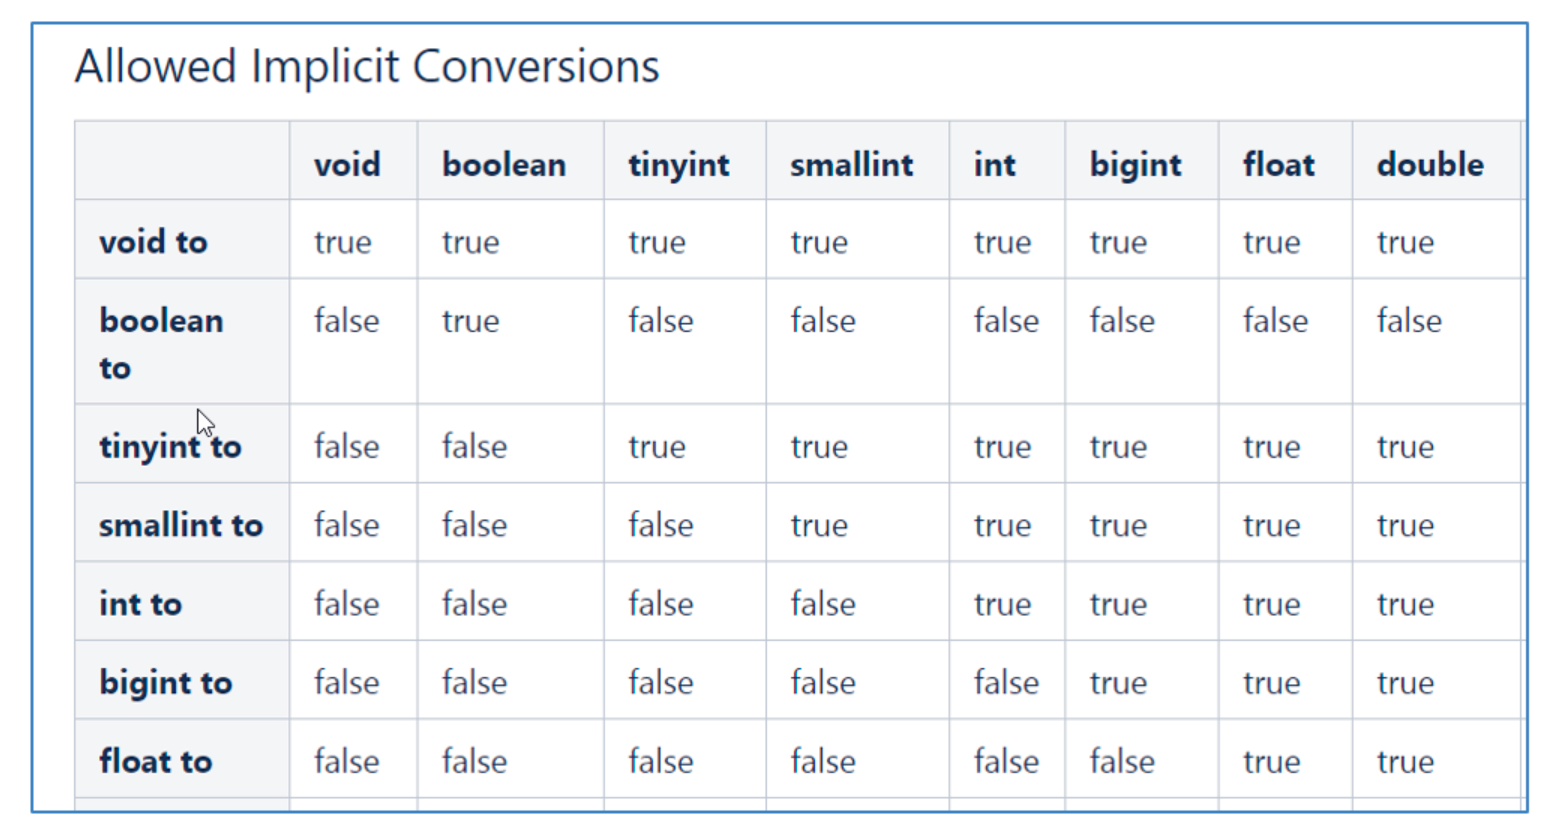 Allowed Implicit Conversions
void boolean tinyint smallint int bigint float double
void to true true true true true true true true
boolean false true false false false false false false
to
tinyint to false false true true true true true true
smallint to false false false true true true true true
int to false false false false true true true true
bigint to false false false false false true true true
float to false false false false false false true true